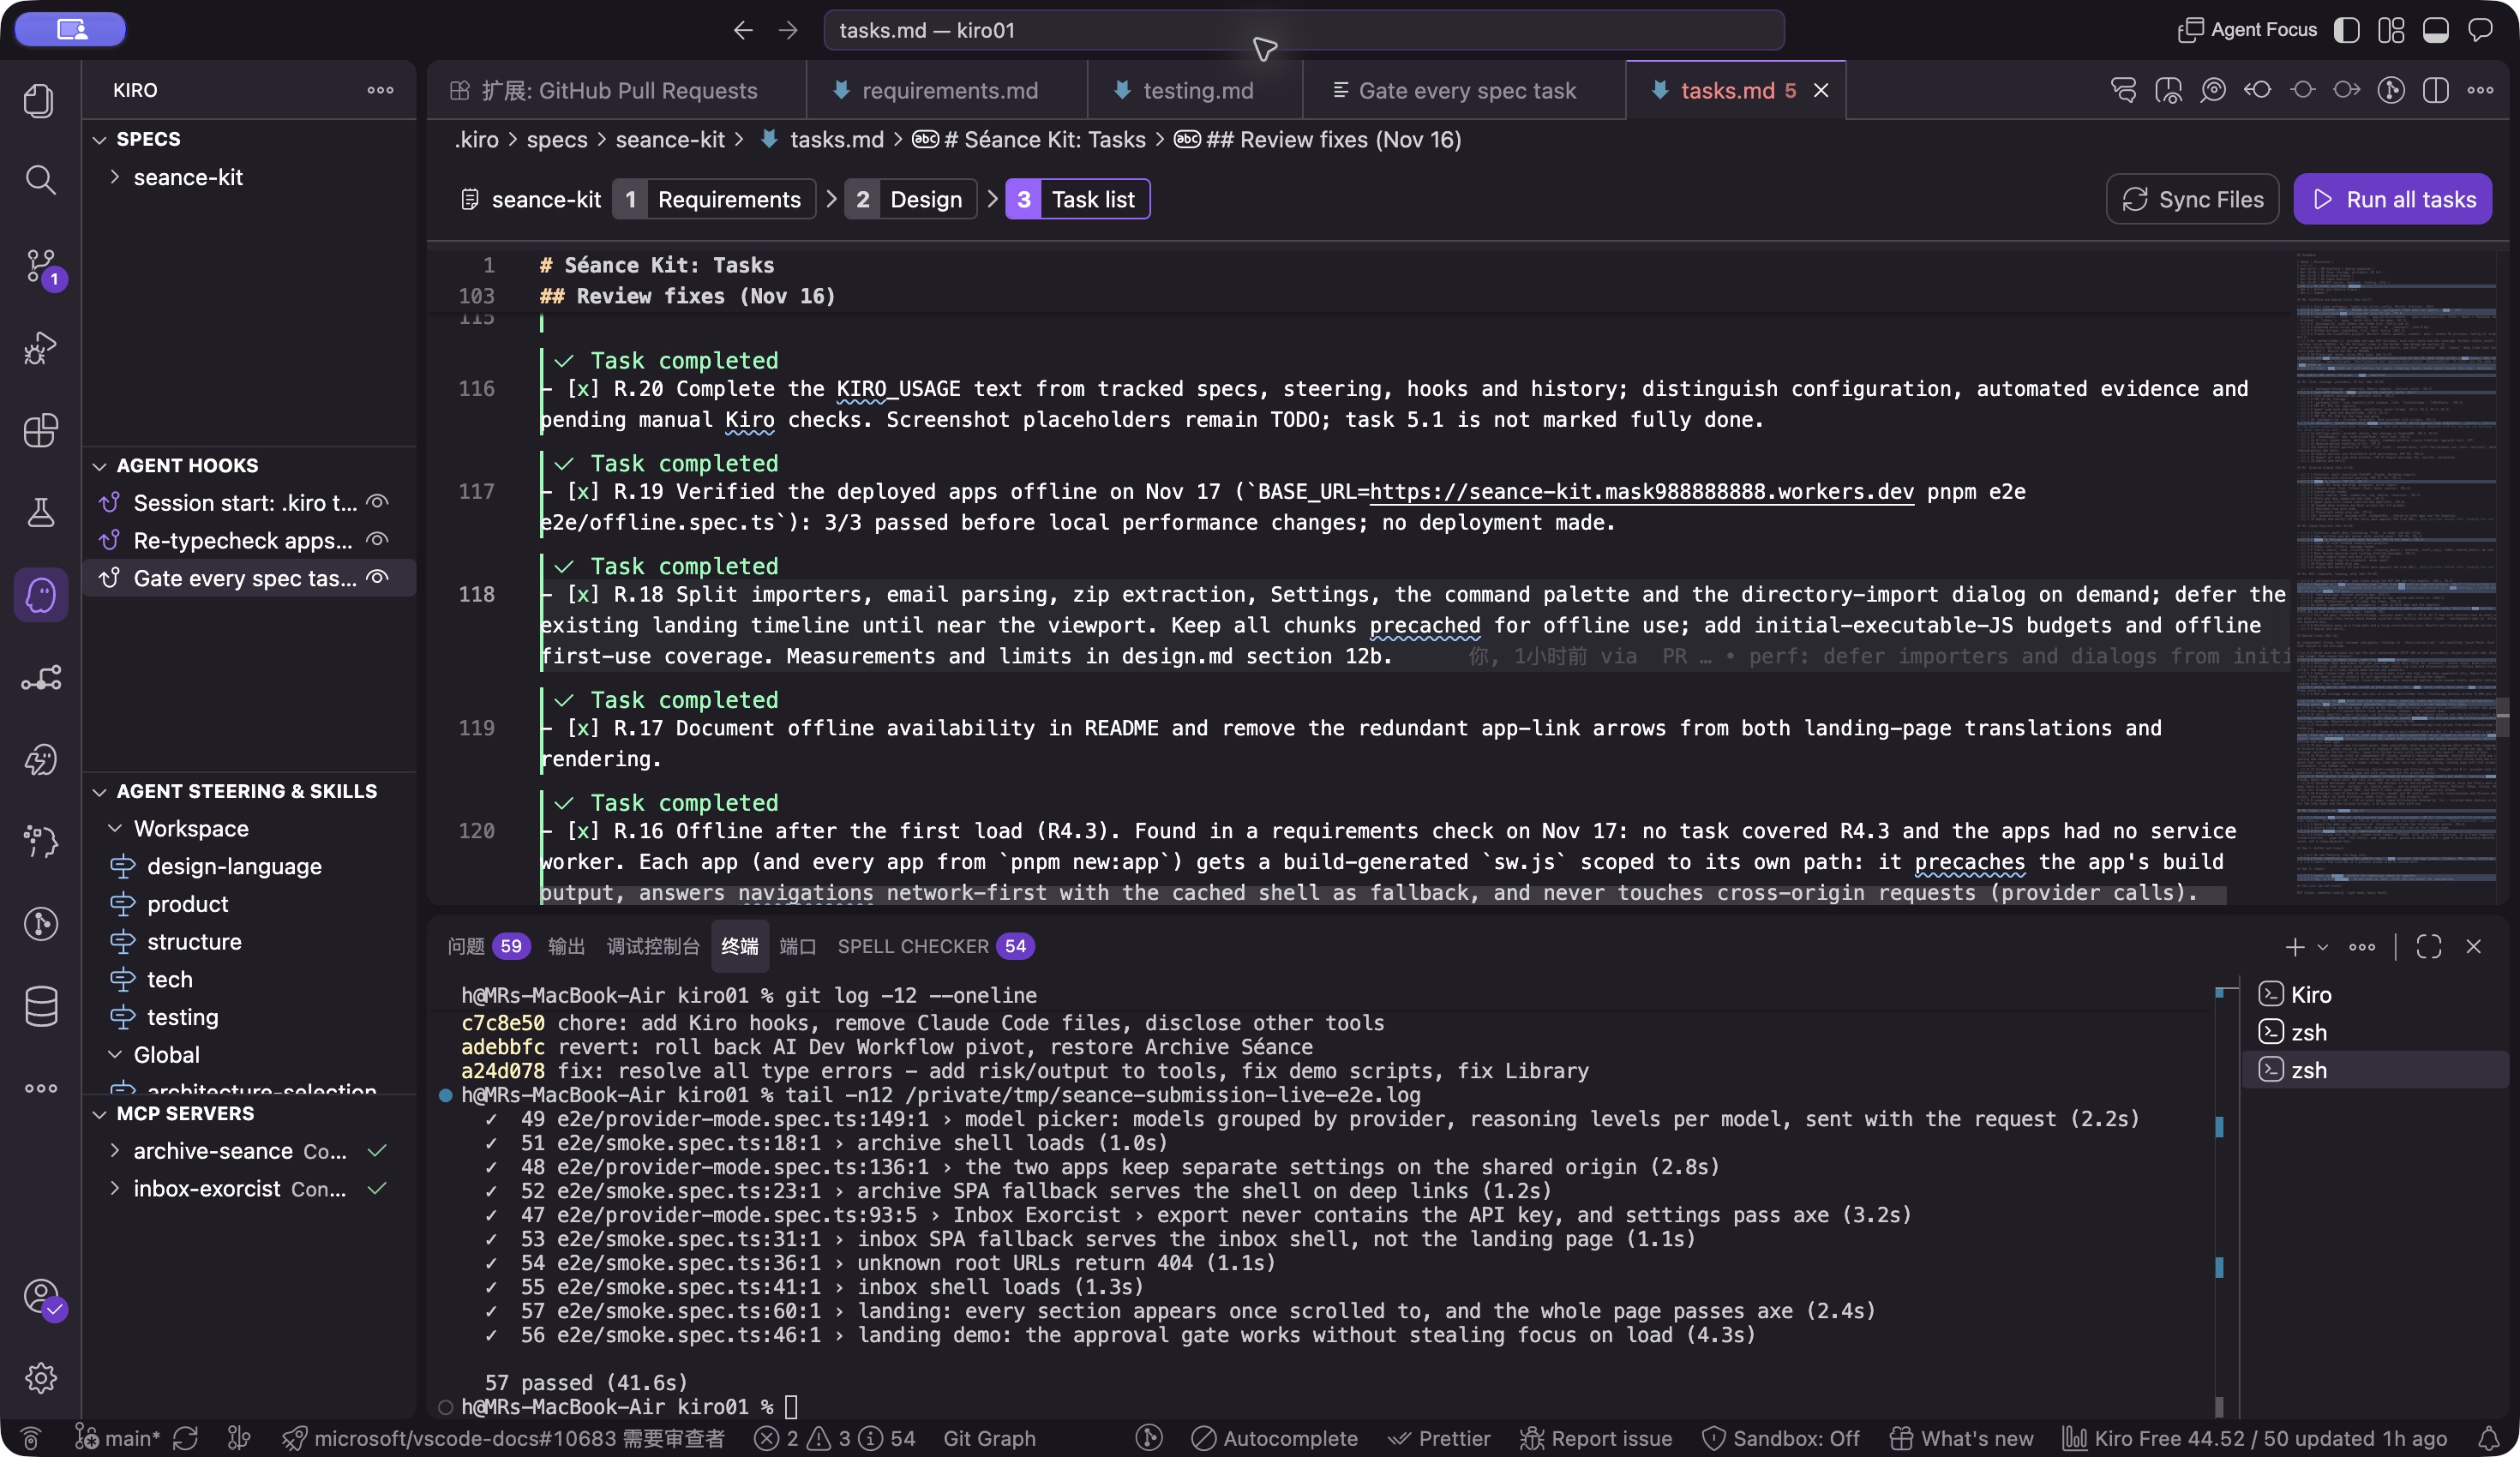 tasks.md — kiro01
Agent Focus
KIRO
扩展: GitHub Pull Requests
requirements.md
testing.md
Gate every spec task
tasks.md 5
SPECS
seance-kit
.kiro > specs > seance-kit > tasks.md > # Séance Kit: Tasks > ## Review fixes (Nov 16)
seance-kit 1 Requirements > 2 Design > 3 Task list
Sync Files
Run all tasks
1 # Séance Kit: Tasks
103 ## Review fixes (Nov 16)
115
✓ Task completed
116 - [x] R.20 Complete the KIRO_USAGE text from tracked specs, steering, hooks and history; distinguish configuration, automated evidence and
pending manual Kiro checks. Screenshot placeholders remain TODO; task 5.1 is not marked fully done.
✓ Task completed
117 - [x] R.19 Verified the deployed apps offline on Nov 17 (`BASE_URL=https://seance-kit.mask988888888.workers.dev pnpm e2e
e2e/offline.spec.ts`): 3/3 passed before local performance changes; no deployment made.
✓ Task completed
118 - [x] R.18 Split importers, email parsing, zip extraction, Settings, the command palette and the directory-import dialog on demand; defer the
existing landing timeline until near the viewport. Keep all chunks precached for offline use; add initial-executable-JS budgets and offline
first-use coverage. Measurements and limits in design.md section 12b. 你, 1小时前 via PR … • perf: defer importers and dialogs from initi
✓ Task completed
119 - [x] R.17 Document offline availability in README and remove the redundant app-link arrows from both landing-page translations and
rendering.
✓ Task completed
120 - [x] R.16 Offline after the first load (R4.3). Found in a requirements check on Nov 17: no task covered R4.3 and the apps had no service
worker. Each app (and every app from `pnpm new:app`) gets a build-generated `sw.js` scoped to its own path: it precaches the app's build
output, answers navigations network-first with the cached shell as fallback, and never touches cross-origin requests (provider calls).
1
AGENT HOOKS
Session start: .kiro t...
Re-typecheck apps...
Gate every spec tas...
AGENT STEERING & SKILLS
Workspace
design-language
product
structure
tech
testing
Global
architecture-selection
MCP SERVERS
archive-seance Co...
inbox-exorcist Con...
问题 59 输出 调试控制台 终端 端口 SPELL CHECKER 54
h@MRs-MacBook-Air kiro01 % git log -12 --oneline
c7c8e50 chore: add Kiro hooks, remove Claude Code files, disclose other tools
adebbfc revert: roll back AI Dev Workflow pivot, restore Archive Séance
a24d078 fix: resolve all type errors - add risk/output to tools, fix demo scripts, fix Library
h@MRs-MacBook-Air kiro01 % tail -n12 /private/tmp/seance-submission-live-e2e.log
✓ 49 e2e/provider-mode.spec.ts:149:1 › model picker: models grouped by provider, reasoning levels per model, sent with the request (2.2s)
✓ 51 e2e/smoke.spec.ts:18:1 › archive shell loads (1.0s)
✓ 48 e2e/provider-mode.spec.ts:136:1 › the two apps keep separate settings on the shared origin (2.8s)
✓ 52 e2e/smoke.spec.ts:23:1 › archive SPA fallback serves the shell on deep links (1.2s)
✓ 47 e2e/provider-mode.spec.ts:93:5 › Inbox Exorcist › export never contains the API key, and settings pass axe (3.2s)
✓ 53 e2e/smoke.spec.ts:31:1 › inbox SPA fallback serves the inbox shell, not the landing page (1.1s)
✓ 54 e2e/smoke.spec.ts:36:1 › unknown root URLs return 404 (1.1s)
✓ 55 e2e/smoke.spec.ts:41:1 › inbox shell loads (1.3s)
✓ 57 e2e/smoke.spec.ts:60:1 › landing: every section appears once scrolled to, and the whole page passes axe (2.4s)
✓ 56 e2e/smoke.spec.ts:46:1 › landing demo: the approval gate works without stealing focus on load (4.3s)
57 passed (41.6s)
h@MRs-MacBook-Air kiro01 %
Kiro
zsh
zsh
main* microsoft/vscode-docs#10683 需要审查者 2 3 54 Git Graph Autocomplete Prettier Report issue Sandbox: Off What's new Kiro Free 44.52 / 50 updated 1h ago